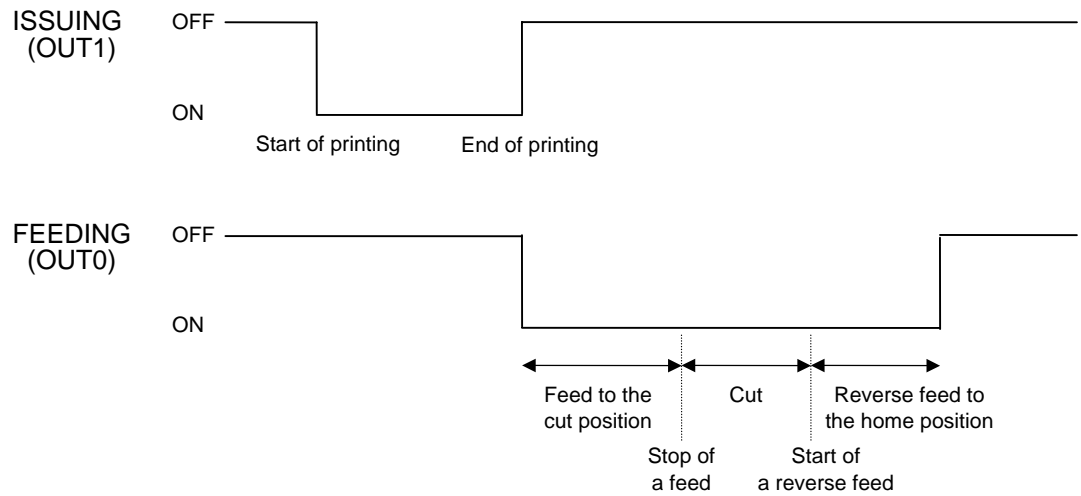 ISSUING
(OUT1)
OFF
ON
Start of printing
End of printing
FEEDING
(OUT0)
OFF
ON
Feed to the
cut position
Cut
Reverse feed to
the home position
Stop of
a feed
Start of
a reverse feed